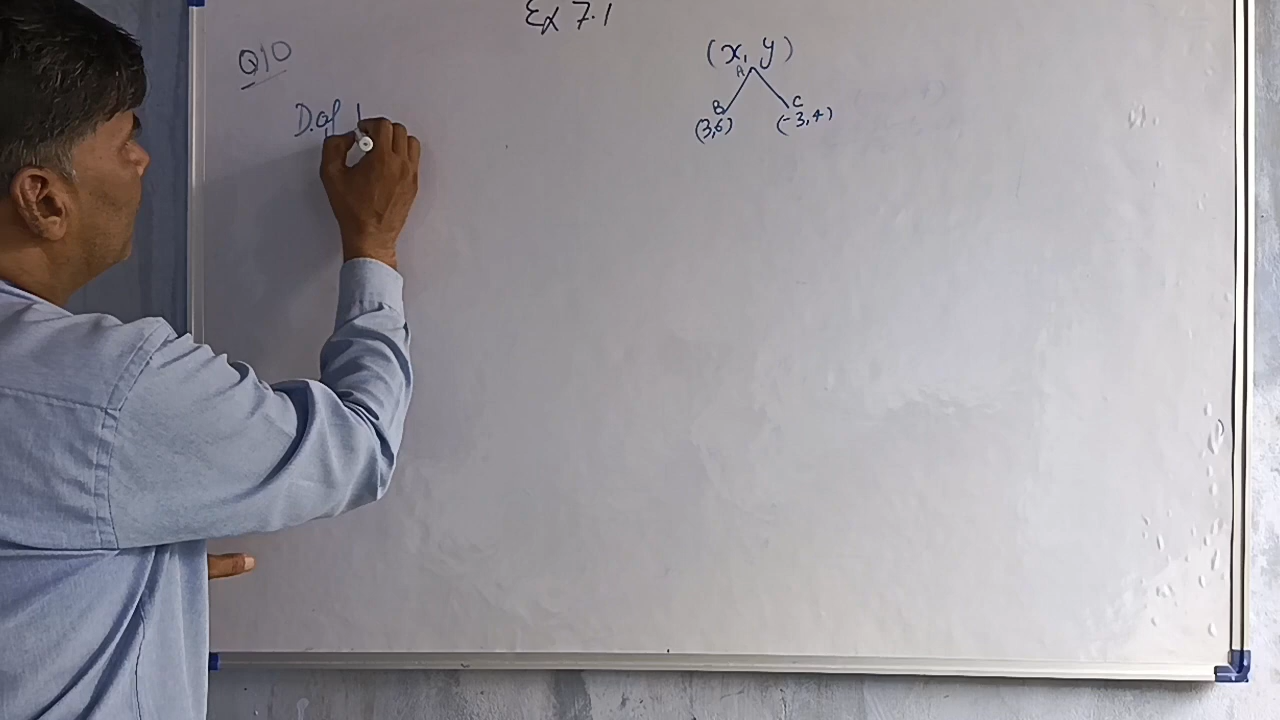 Ex 7.1
Q10
(x, y)
A
B C
(3,6) (-3,4)
D.of